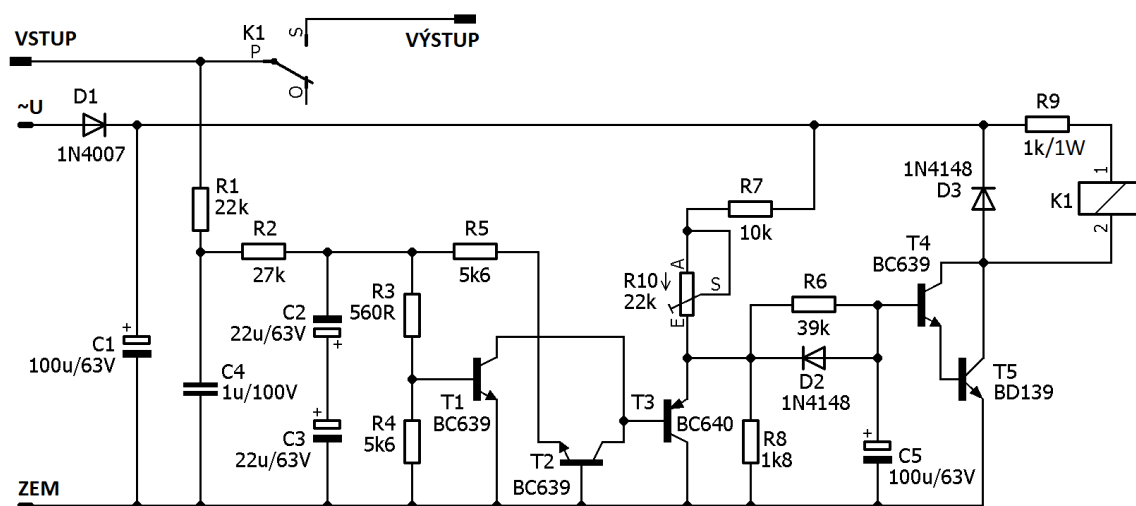 VSTUP
K1
P
S
O
VÝSTUP
~U
D1
1N4007
R9
1k/1W
1N4148
D3
K1
1
2
R1
22k
R2
27k
R5
5k6
R7
10k
T4
BC639
R10
22k
A
S
E
R6
39k
R3
560R
C2
22u/63V
+
C1
100u/63V
+
C4
1u/100V
T1
BC639
T3
BC640
D2
1N4148
T5
BD139
C3
22u/63V
+
R4
5k6
T2
BC639
R8
1k8
C5
100u/63V
+
ZEM